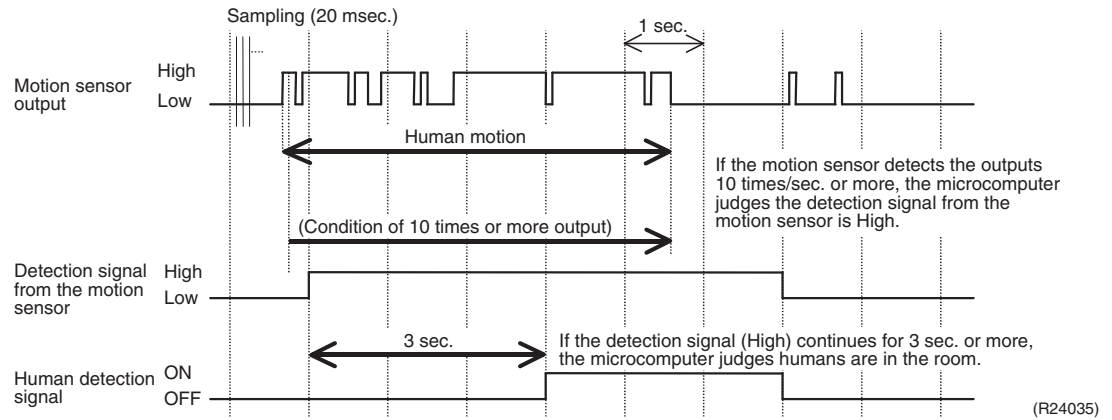 Sampling (20 msec.)
1 sec.
Motion sensor
output
High
Low
Human motion
If the motion sensor detects the outputs
10 times/sec. or more, the microcomputer
judges the detection signal from the
motion sensor is High.
(Condition of 10 times or more output)
Detection signal
from the motion
sensor
High
Low
3 sec.
If the detection signal (High) continues for 3 sec. or more,
the microcomputer judges humans are in the room.
Human detection
signal
ON
OFF
(R24035)